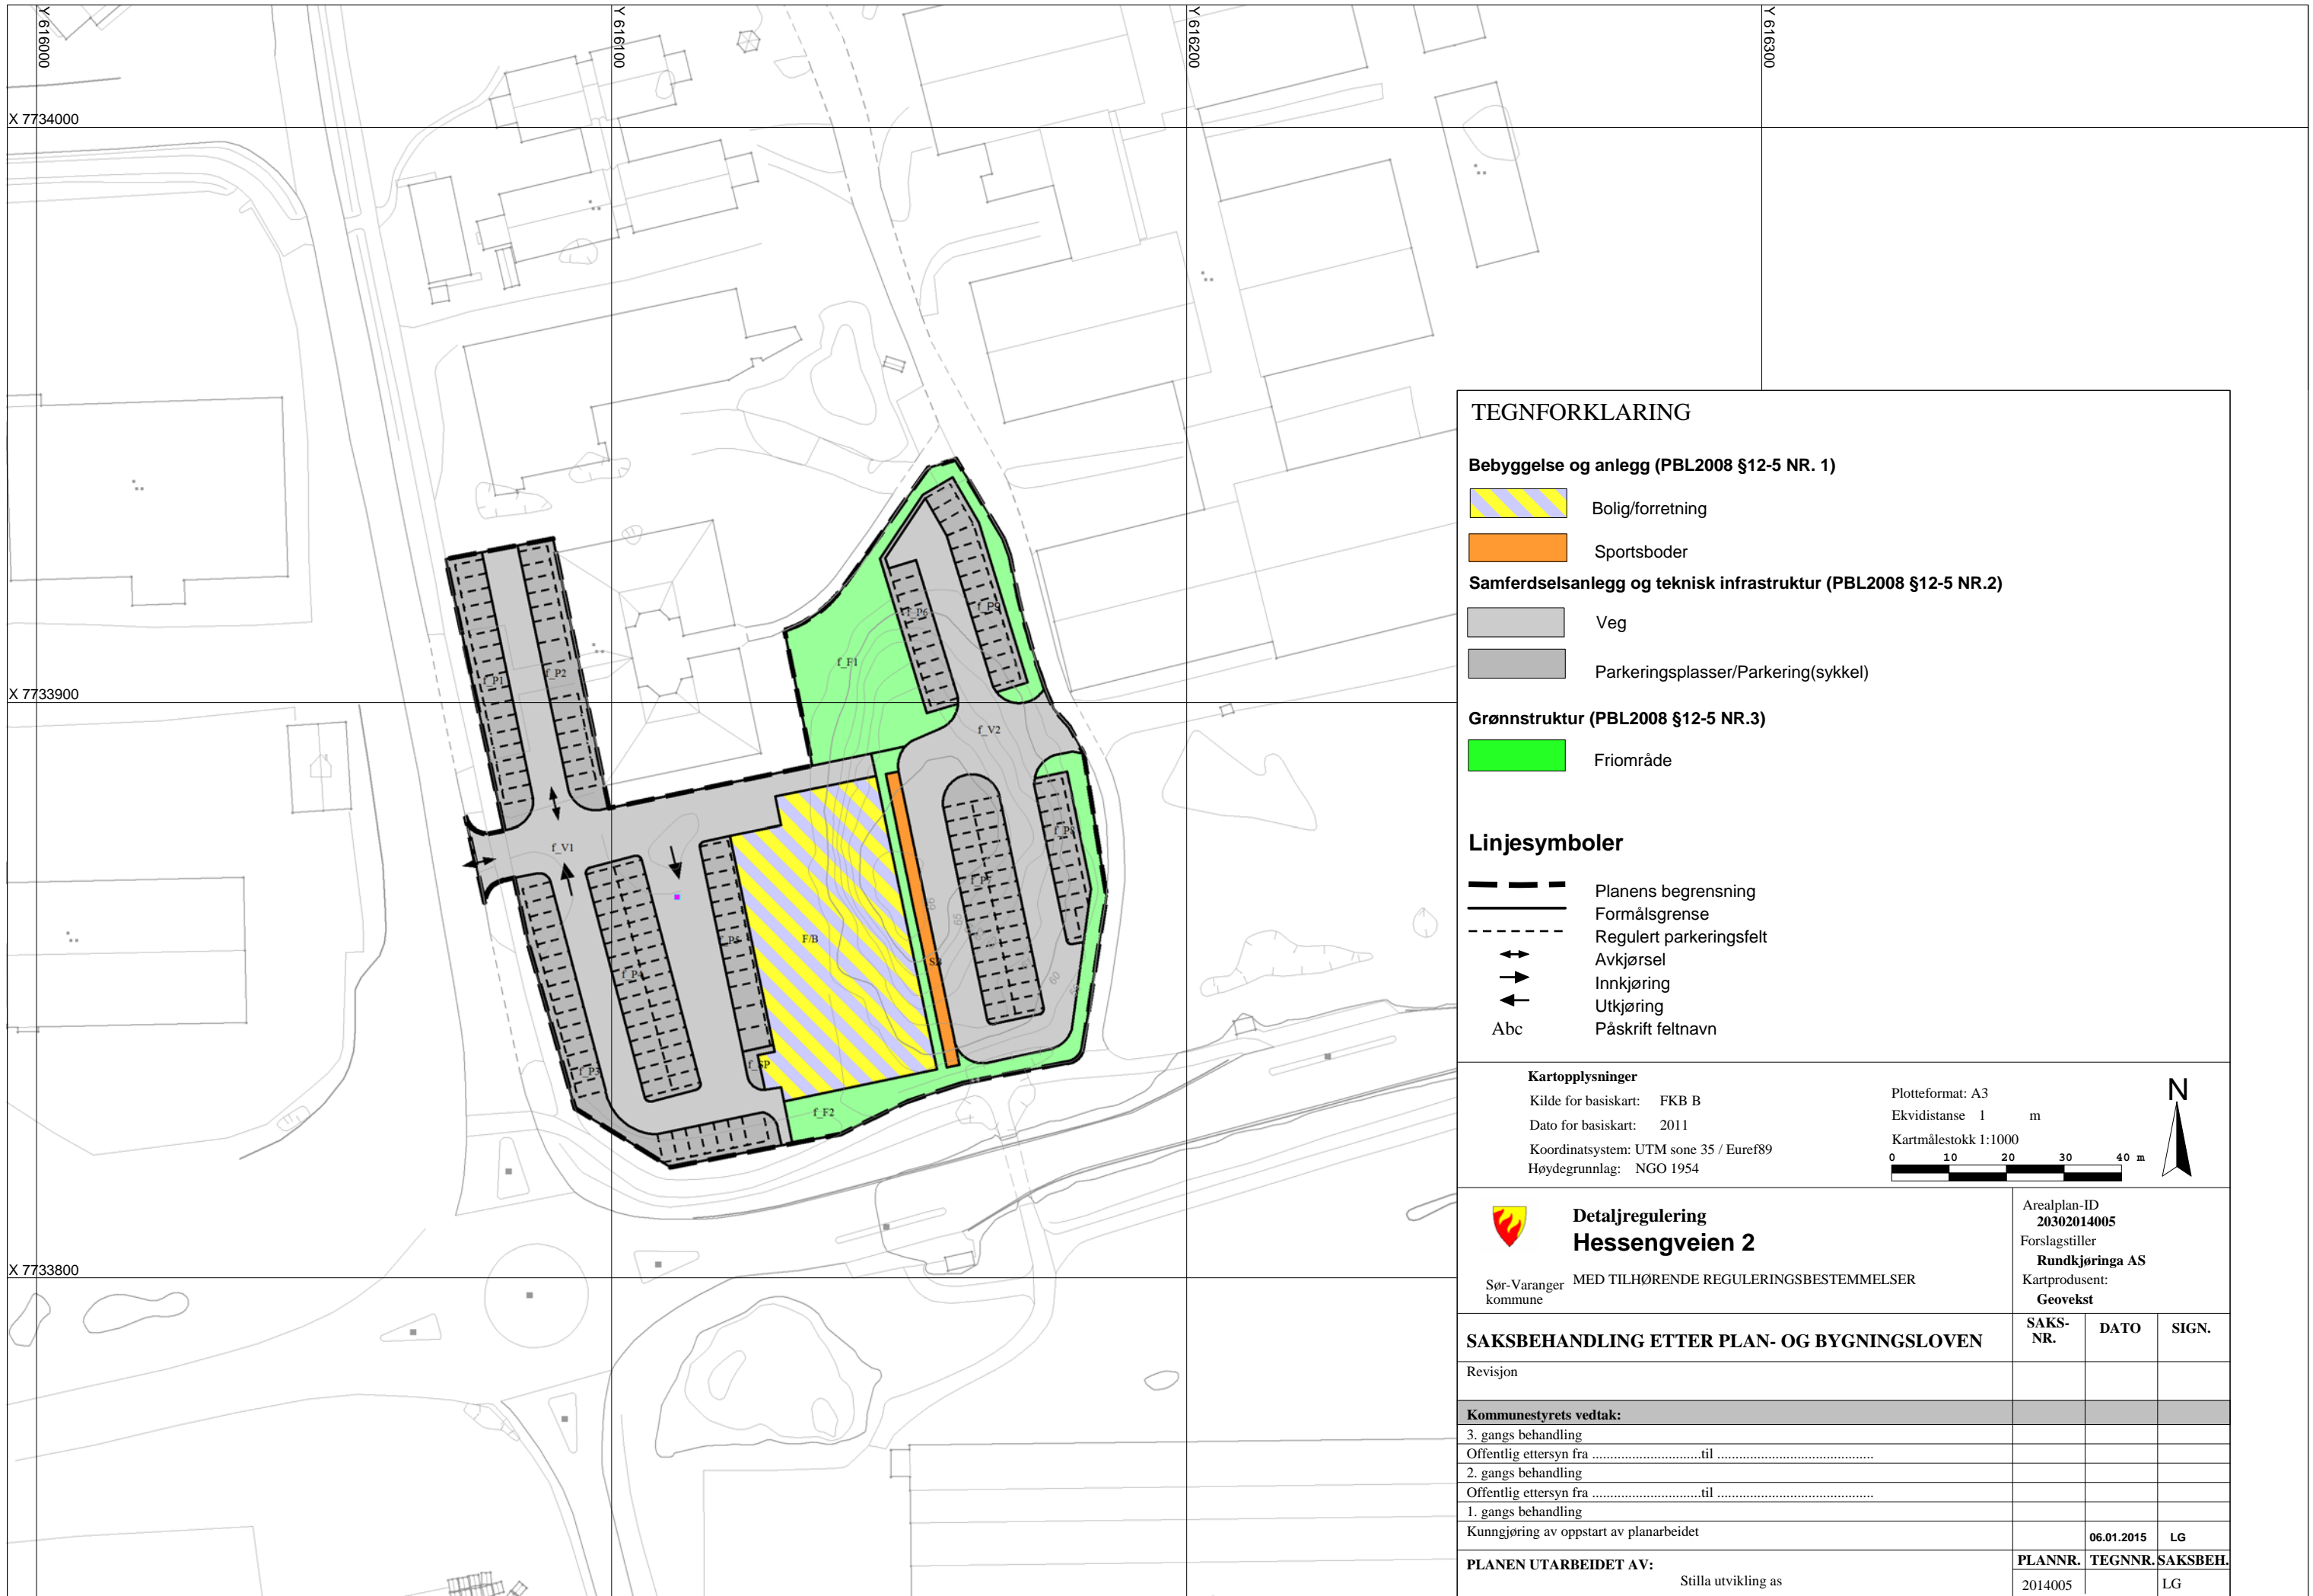 Y 616000
Y 616100
Y 616200
Y 616300
X 7734000
X 7733900
X 7733800
f_P1
f_P2
f_F1
f_P6
f_P9
f_V2
f_V1
f_P8
f_P7
f_P5
F/B
f_P4
SB
f_P3
f_SP
f_F2
66
65
60
TEGNFORKLARING
Bebyggelse og anlegg (PBL2008 §12-5 NR. 1)
Bolig/forretning
Sportsboder
Samferdselsanlegg og teknisk infrastruktur (PBL2008 §12-5 NR.2)
Veg
Parkeringsplasser/Parkering(sykkel)
Grønnstruktur (PBL2008 §12-5 NR.3)
Friområde
Linjesymboler
Planens begrensning
Formålsgrense
Regulert parkeringsfelt
Avkjørsel
Innkjøring
Utkjøring
Abc Påskrift feltnavn
Kartopplysninger
Kilde for basiskart: FKB B
Dato for basiskart: 2011
Koordinatsystem: UTM sone 35 / Euref89
Høydegrunnlag: NGO 1954
Plotteformat: A3
Ekvidistanse 1 m
Kartmålestokk 1:1000
0 10 20 30 40 m
N
Detaljregulering
Hessengveien 2
MED TILHØRENDE REGULERINGSBESTEMMELSER
Sør-Varanger
kommune
Arealplan-ID
20302014005
Forslagstiller
Rundkjøringa AS
Kartprodusent:
Geovekst
SAKSBEHANDLING ETTER PLAN- OG BYGNINGSLOVEN
SAKS-
NR.
DATO
SIGN.
Revisjon
Kommunestyrets vedtak:
3. gangs behandling
Offentlig ettersyn fra .............................til .........................................
2. gangs behandling
Offentlig ettersyn fra .............................til .........................................
1. gangs behandling
Kunngjøring av oppstart av planarbeidet 06.01.2015 LG
PLANEN UTARBEIDET AV:
Stilla utvikling as
PLANNR. TEGNNR. SAKSBEH.
2014005 LG